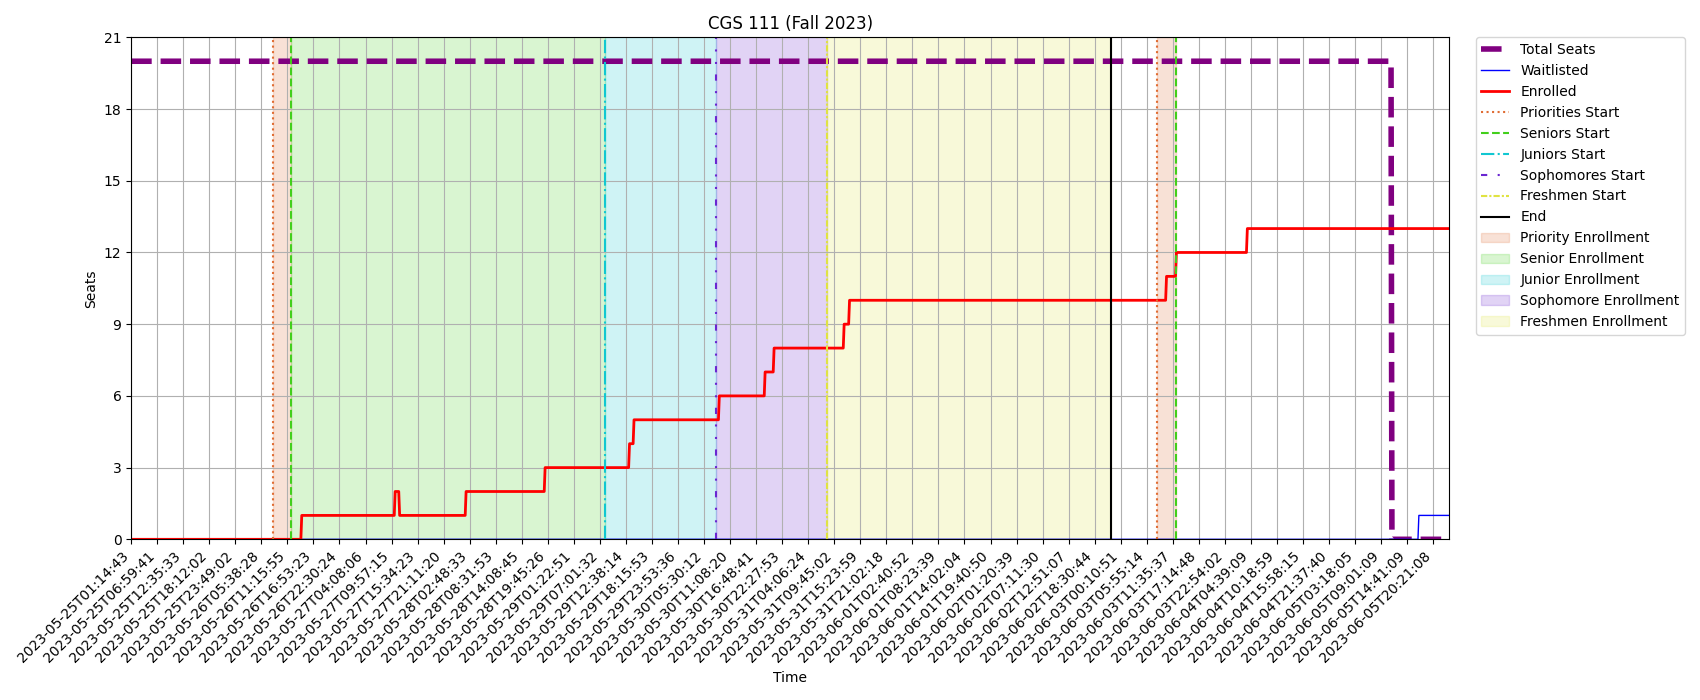 CGS 111 (Fall 2023)
Seats
21
18
15
12
9
6
3
0
2023-05-25T01:14:43
2023-05-25T06:59:41
2023-05-25T12:35:33
2023-05-25T18:12:02
2023-05-25T23:49:02
2023-05-26T05:38:28
2023-05-26T11:15:55
2023-05-26T16:53:23
2023-05-26T22:30:24
2023-05-27T04:08:06
2023-05-27T09:57:15
2023-05-27T15:34:23
2023-05-27T21:11:20
2023-05-28T02:48:33
2023-05-28T08:31:53
2023-05-28T14:08:45
2023-05-28T19:45:26
2023-05-29T01:22:51
2023-05-29T07:01:32
2023-05-29T12:38:14
2023-05-29T18:15:53
2023-05-29T23:53:36
2023-05-30T05:30:12
2023-05-30T11:08:20
2023-05-30T16:48:41
2023-05-30T22:27:53
2023-05-31T04:06:24
2023-05-31T09:45:02
2023-05-31T15:23:59
2023-05-31T21:02:18
2023-06-01T02:40:52
2023-06-01T08:23:39
2023-06-01T14:02:04
2023-06-01T19:40:50
2023-06-02T01:20:39
2023-06-02T07:11:30
2023-06-02T12:51:07
2023-06-02T18:30:44
2023-06-03T00:10:51
2023-06-03T05:55:14
2023-06-03T11:35:37
2023-06-03T17:14:48
2023-06-03T22:54:02
2023-06-04T04:39:09
2023-06-04T10:18:59
2023-06-04T15:58:15
2023-06-04T21:37:40
2023-06-05T03:18:05
2023-06-05T09:01:09
2023-06-05T14:41:09
2023-06-05T20:21:08
Time
Total Seats
Waitlisted
Enrolled
Priorities Start
Seniors Start
Juniors Start
Sophomores Start
Freshmen Start
End
Priority Enrollment
Senior Enrollment
Junior Enrollment
Sophomore Enrollment
Freshmen Enrollment